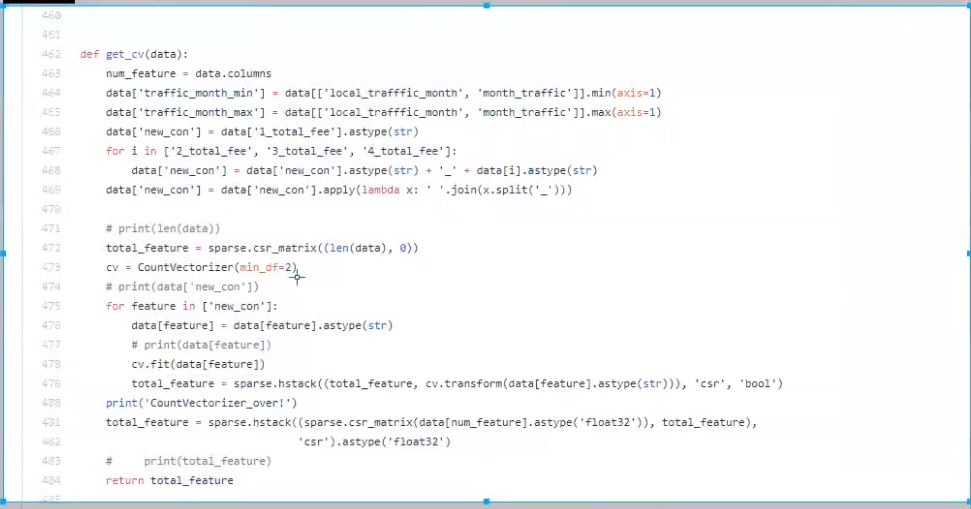 460
461
462 def get_cv(data):
463 num_feature = data.columns
464 data['traffic_month_min'] = data[['local_trafffic_month', 'month_traffic']].min(axis=1)
465 data['traffic_month_max'] = data[['local_trafffic_month', 'month_traffic']].max(axis=1)
466 data['new_con'] = data['1_total_fee'].astype(str)
467 for i in ['2_total_fee', '3_total_fee', '4_total_fee']:
468 data['new_con'] = data['new_con'].astype(str) + '_' + data[i].astype(str)
469 data['new_con'] = data['new_con'].apply(lambda x: ' '.join(x.split('_')))
470
471 # print(len(data))
472 total_feature = sparse.csr_matrix((len(data), 0))
473 cv = CountVectorizer(min_df=2)
474 # print(data['new_con'])
475 for feature in ['new_con']:
476 data[feature] = data[feature].astype(str)
477 # print(data[feature])
478 cv.fit(data[feature])
479 total_feature = sparse.hstack((total_feature, cv.transform(data[feature].astype(str))), 'csr', 'bool')
480 print('CountVectorizer_over!')
481 total_feature = sparse.hstack((sparse.csr_matrix(data[num_feature].astype('float32')), total_feature),
482 'csr').astype('float32')
483 # print(total_feature)
484 return total_feature
485